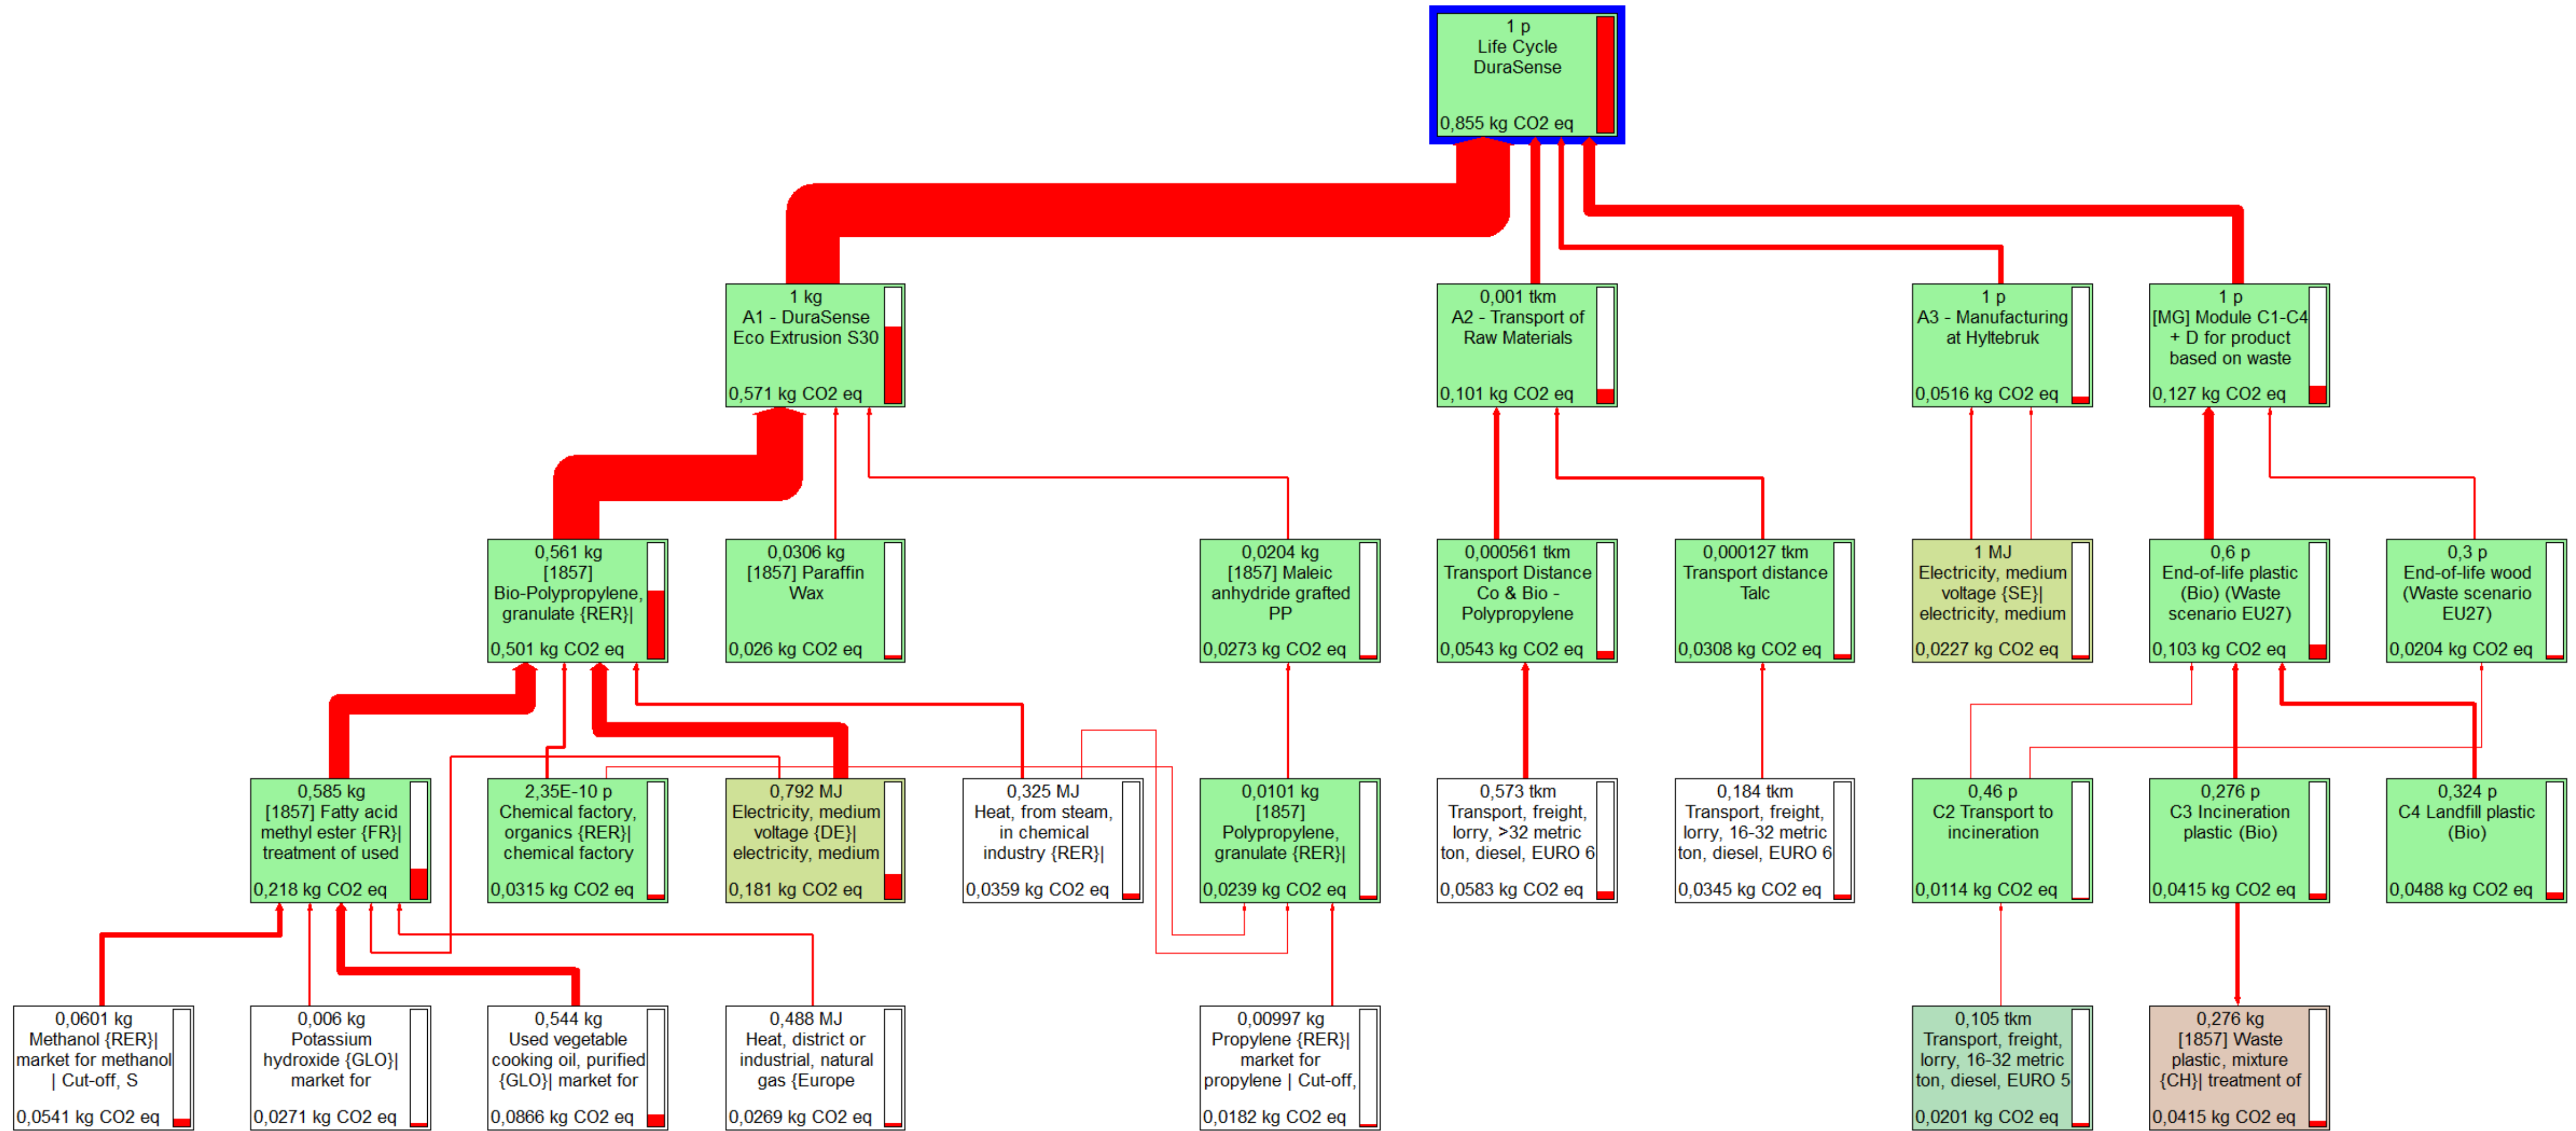 1 p
Life Cycle
DuraSense
0,855 kg CO2 eq
1 kg
A1 - DuraSense
Eco Extrusion S30
0,571 kg CO2 eq
0,001 tkm
A2 - Transport of
Raw Materials
0,101 kg CO2 eq
1 p
A3 - Manufacturing
at Hyltebruk
0,0516 kg CO2 eq
1 p
[MG] Module C1-C4
+ D for product
based on waste
0,127 kg CO2 eq
0,561 kg
[1857]
Bio-Polypropylene,
granulate {RER}|
0,501 kg CO2 eq
0,0306 kg
[1857] Paraffin
Wax
0,026 kg CO2 eq
0,0204 kg
[1857] Maleic
anhydride grafted
PP
0,0273 kg CO2 eq
0,000561 tkm
Transport Distance
Co & Bio -
Polypropylene
0,0543 kg CO2 eq
0,000127 tkm
Transport distance
Talc
0,0308 kg CO2 eq
1 MJ
Electricity, medium
voltage {SE}|
electricity, medium
0,0227 kg CO2 eq
0,6 p
End-of-life plastic
(Bio) (Waste
scenario EU27)
0,103 kg CO2 eq
0,3 p
End-of-life wood
(Waste scenario
EU27)
0,0204 kg CO2 eq
0,585 kg
[1857] Fatty acid
methyl ester {FR}|
treatment of used
0,218 kg CO2 eq
2,35E-10 p
Chemical factory,
organics {RER}|
chemical factory
0,0315 kg CO2 eq
0,792 MJ
Electricity, medium
voltage {DE}|
electricity, medium
0,181 kg CO2 eq
0,325 MJ
Heat, from steam,
in chemical
industry {RER}|
0,0359 kg CO2 eq
0,0101 kg
[1857]
Polypropylene,
granulate {RER}|
0,0239 kg CO2 eq
0,573 tkm
Transport, freight,
lorry, >32 metric
ton, diesel, EURO 6
0,0583 kg CO2 eq
0,184 tkm
Transport, freight,
lorry, 16-32 metric
ton, diesel, EURO 6
0,0345 kg CO2 eq
0,46 p
C2 Transport to
incineration
0,0114 kg CO2 eq
0,276 p
C3 Incineration
plastic (Bio)
0,0415 kg CO2 eq
0,324 p
C4 Landfill plastic
(Bio)
0,0488 kg CO2 eq
0,0601 kg
Methanol {RER}|
market for methanol
| Cut-off, S
0,0541 kg CO2 eq
0,006 kg
Potassium
hydroxide {GLO}|
market for
0,0271 kg CO2 eq
0,544 kg
Used vegetable
cooking oil, purified
{GLO}| market for
0,0866 kg CO2 eq
0,488 MJ
Heat, district or
industrial, natural
gas {Europe
0,0269 kg CO2 eq
0,00997 kg
Propylene {RER}|
market for
propylene | Cut-off,
0,0182 kg CO2 eq
0,105 tkm
Transport, freight,
lorry, 16-32 metric
ton, diesel, EURO 5
0,0201 kg CO2 eq
0,276 kg
[1857] Waste
plastic, mixture
{CH}| treatment of
0,0415 kg CO2 eq